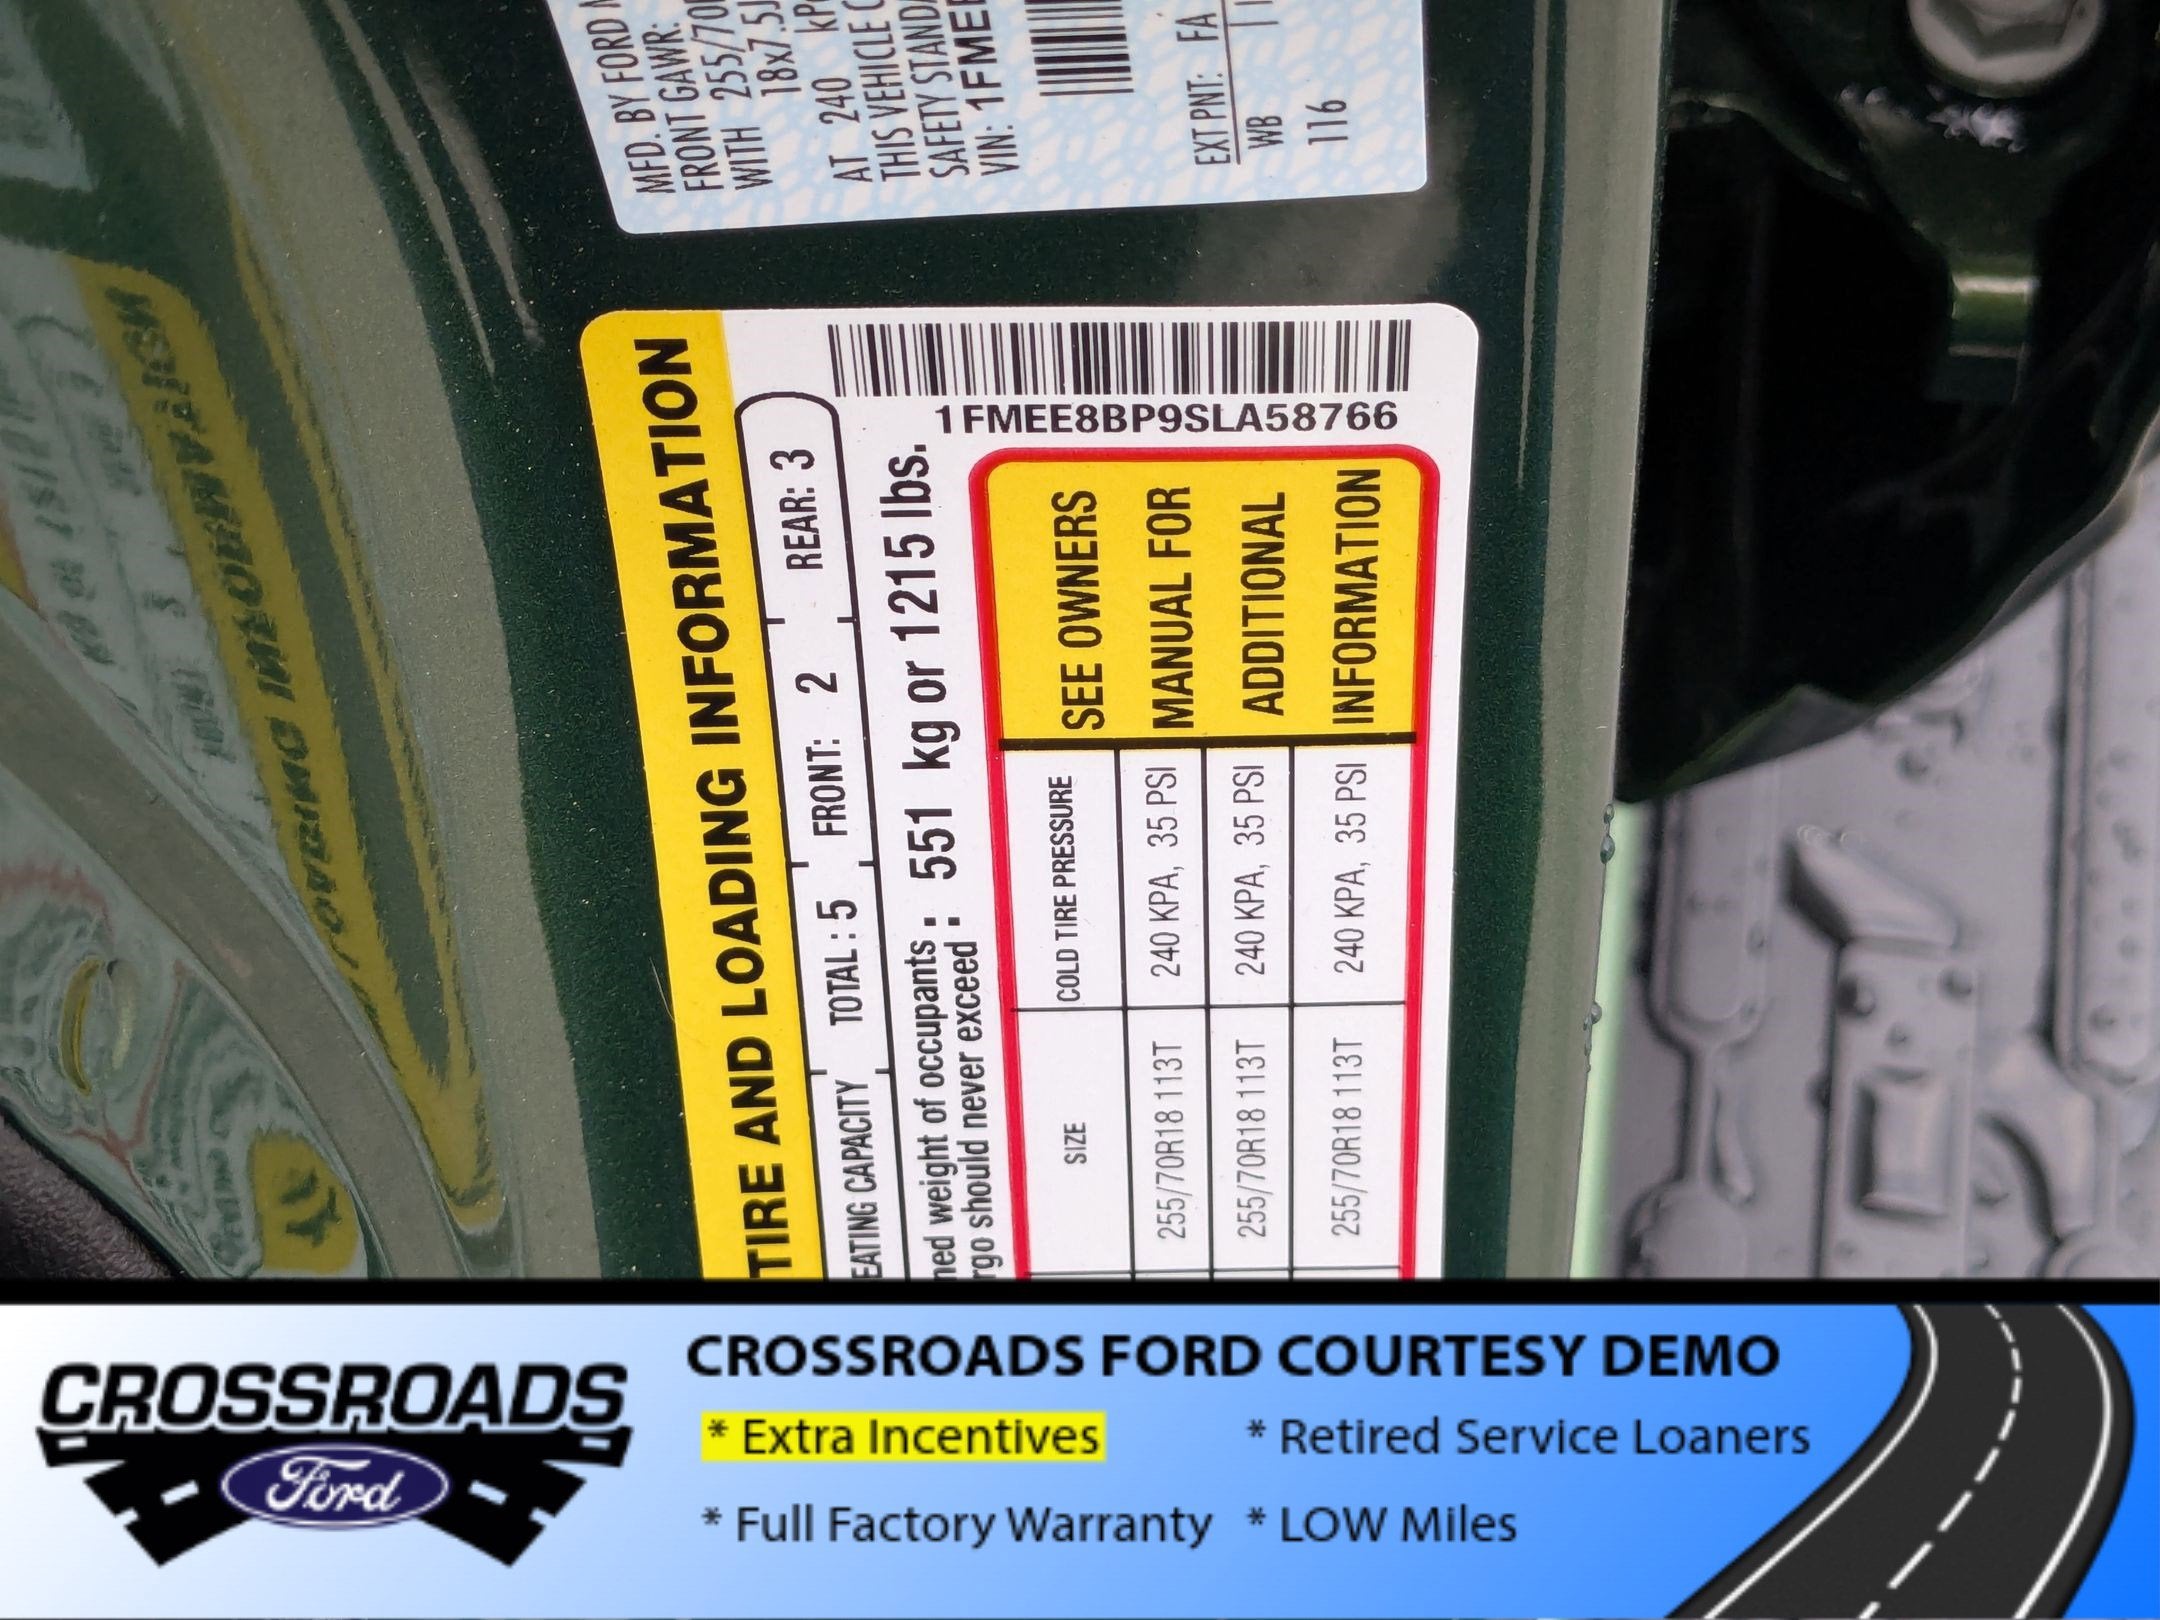 MFD. BY FORD
FRONT GAWR:
WITH 255/70
18x7.5J
AT 240 kP
THIS VEHICLE
SAFETY STANDA
VIN: 1FMEE
EXT PNT: FA
WB
116
TIRE AND LOADING INFORMATION
EATING CAPACITY TOTAL : 5 FRONT: 2 REAR: 3
ned weight of occupants : 551 kg or 1215 lbs.
rgo should never exceed :
1FMEE8BP9SLA58766
SIZE COLD TIRE PRESSURE
255/70R18 113T 240 KPA, 35 PSI
255/70R18 113T 240 KPA, 35 PSI
255/70R18 113T 240 KPA, 35 PSI
SEE OWNERS
MANUAL FOR
ADDITIONAL
INFORMATION
CROSSROADS
Ford
CROSSROADS FORD COURTESY DEMO
* Extra Incentives * Retired Service Loaners
* Full Factory Warranty * LOW Miles